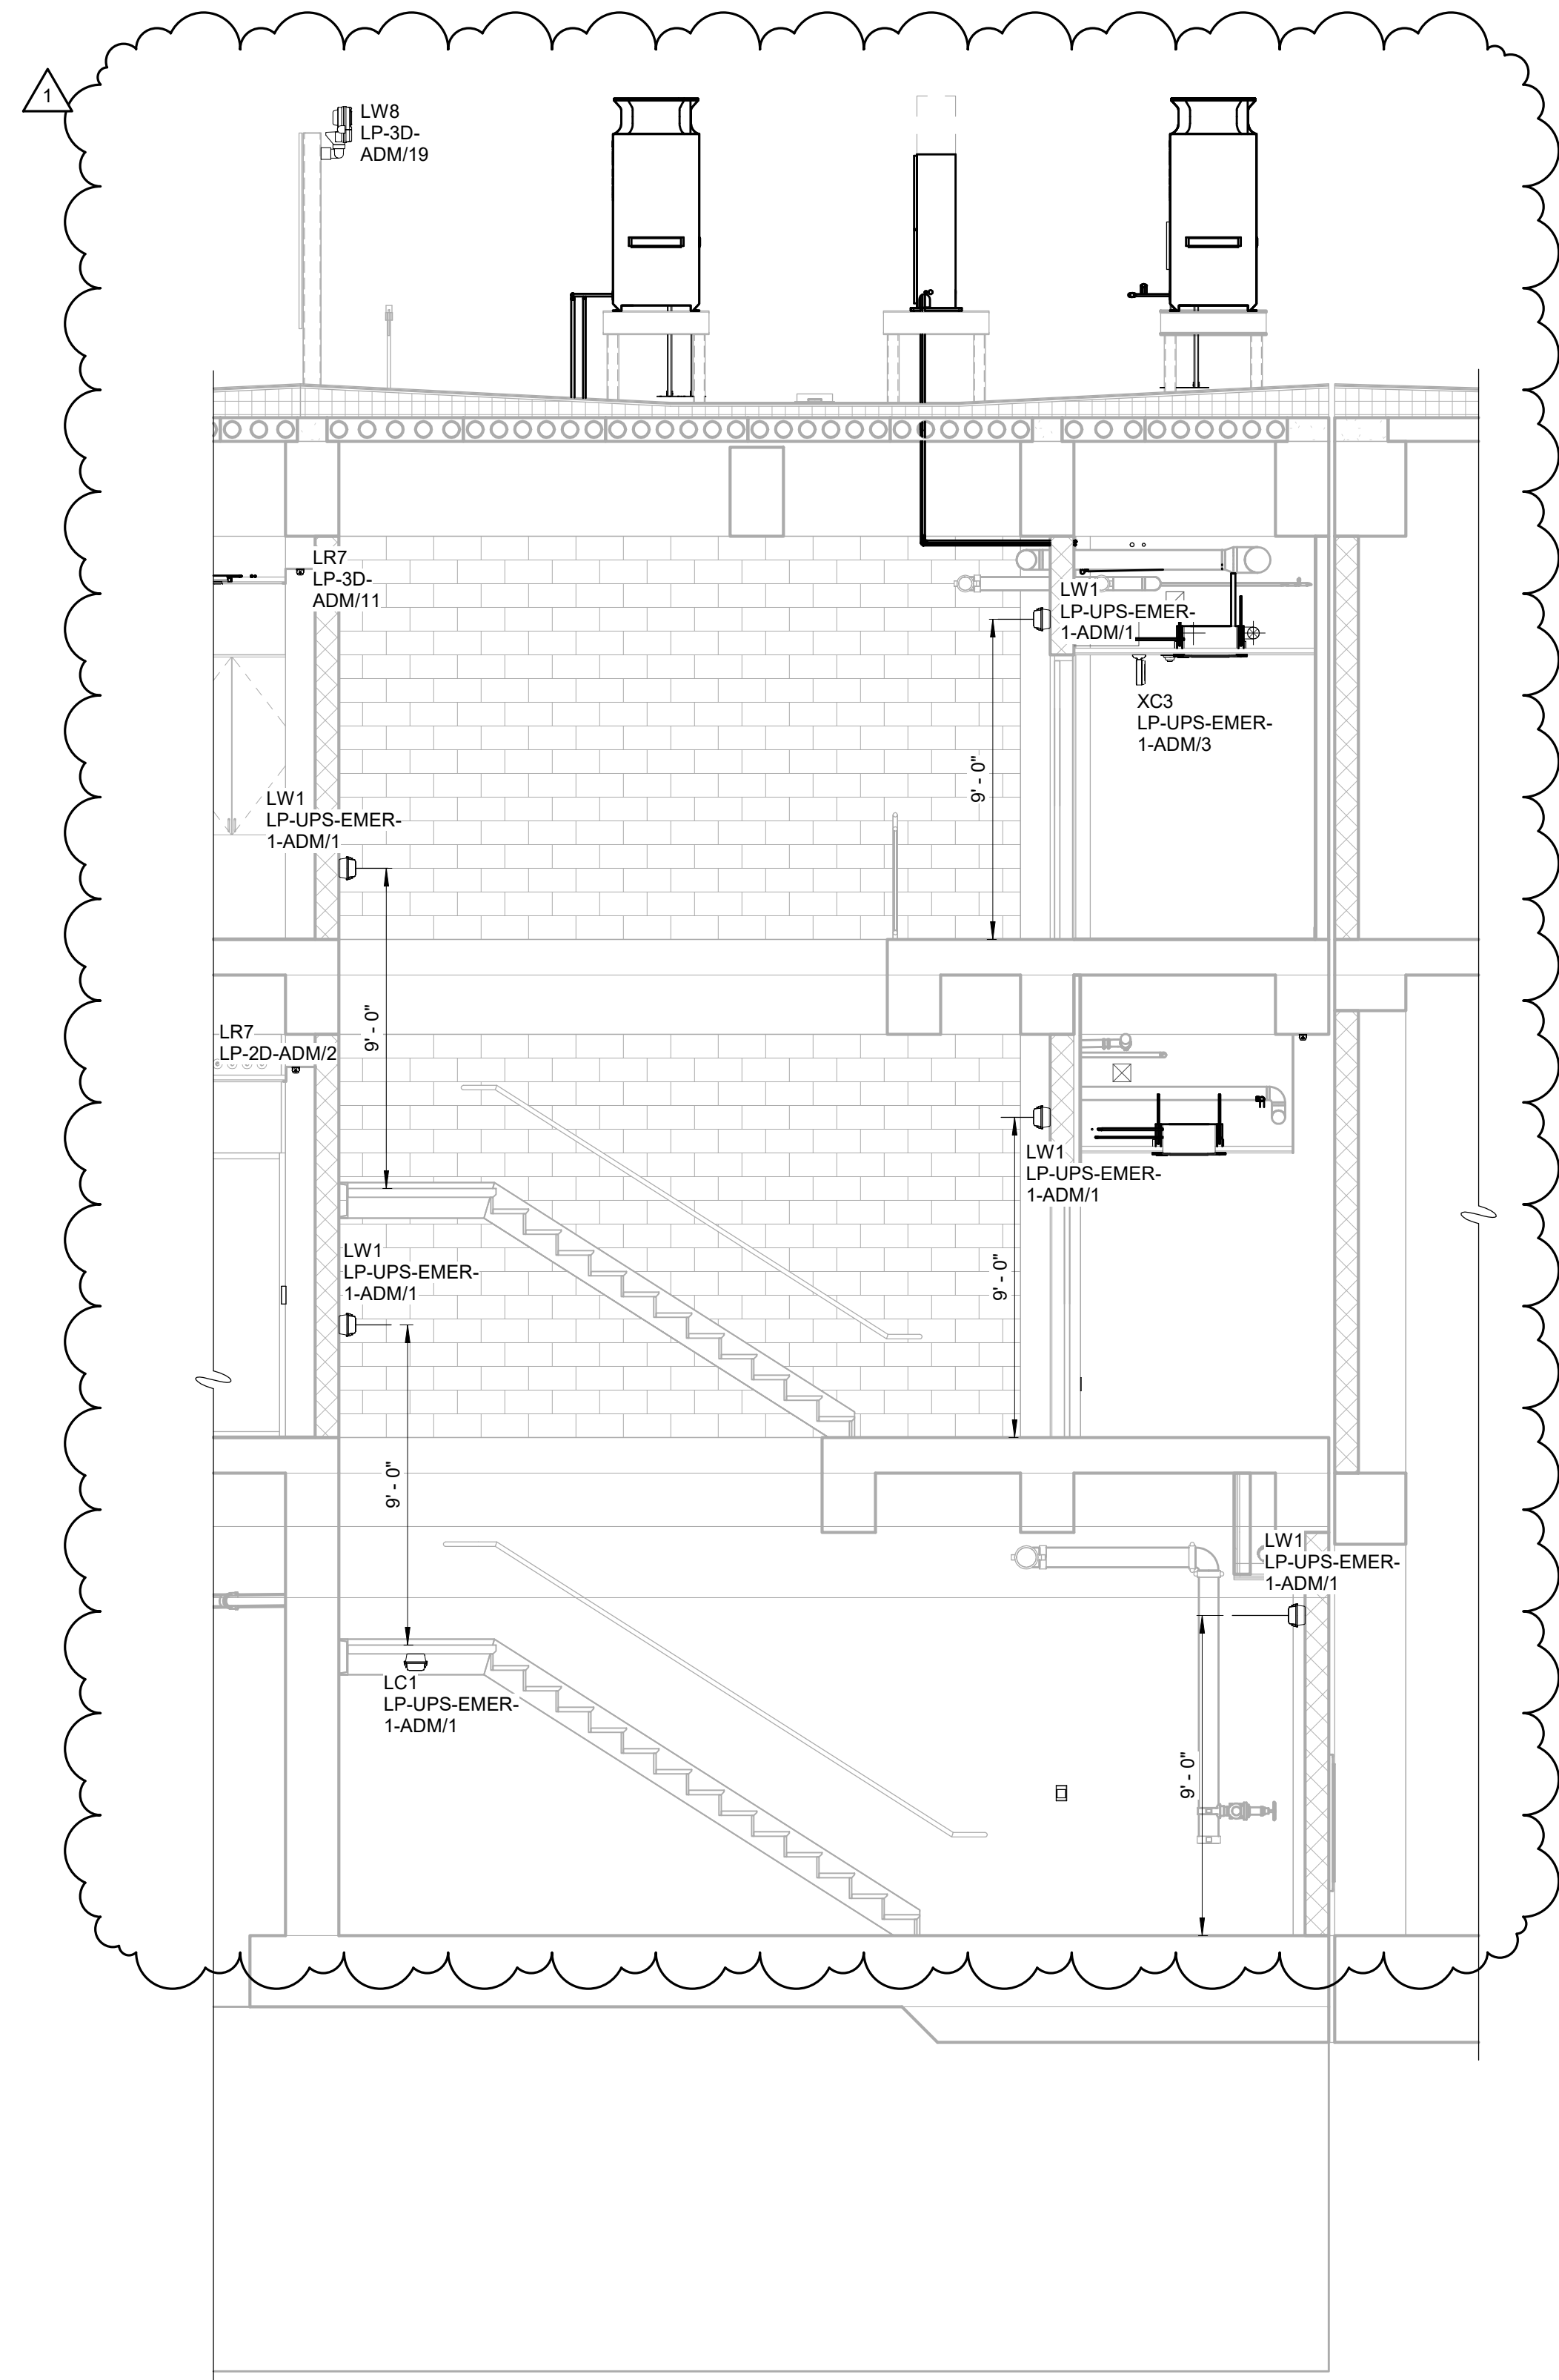 1
LW8
LP-3D-
ADM/19
LR7
LP-3D-
ADM/11
LW1
LP-UPS-EMER-
1-ADM/1
XC3
LP-UPS-EMER-
1-ADM/3
9' - 0"
LW1
LP-UPS-EMER-
1-ADM/1
9' - 0"
LR7
LP-2D-ADM/2
LW1
LP-UPS-EMER-
1-ADM/1
9' - 0"
LW1
LP-UPS-EMER-
1-ADM/1
9' - 0"
LW1
LP-UPS-EMER-
1-ADM/1
LC1
LP-UPS-EMER-
1-ADM/1
9' - 0"